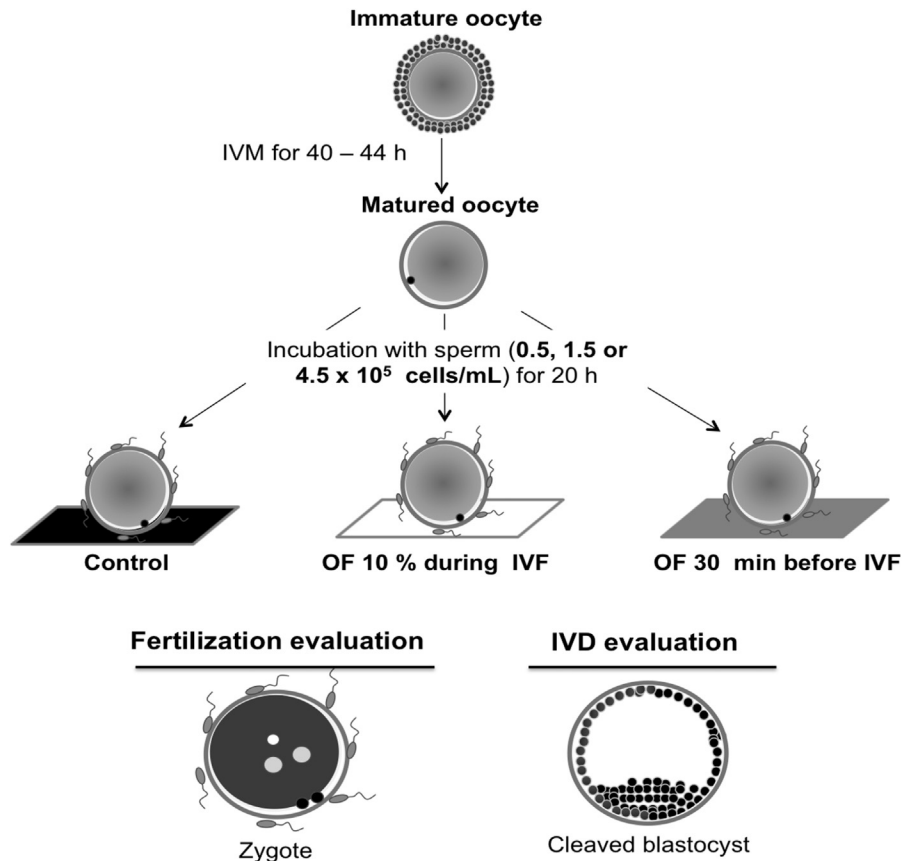 Immature oocyte
IVM for 40 – 44 h
Matured oocyte
Incubation with sperm (0.5, 1.5 or
4.5 x 10⁵ cells/mL) for 20 h
Control
OF 10 % during IVF
OF 30 min before IVF
Fertilization evaluation
IVD evaluation
Zygote
Cleaved blastocyst